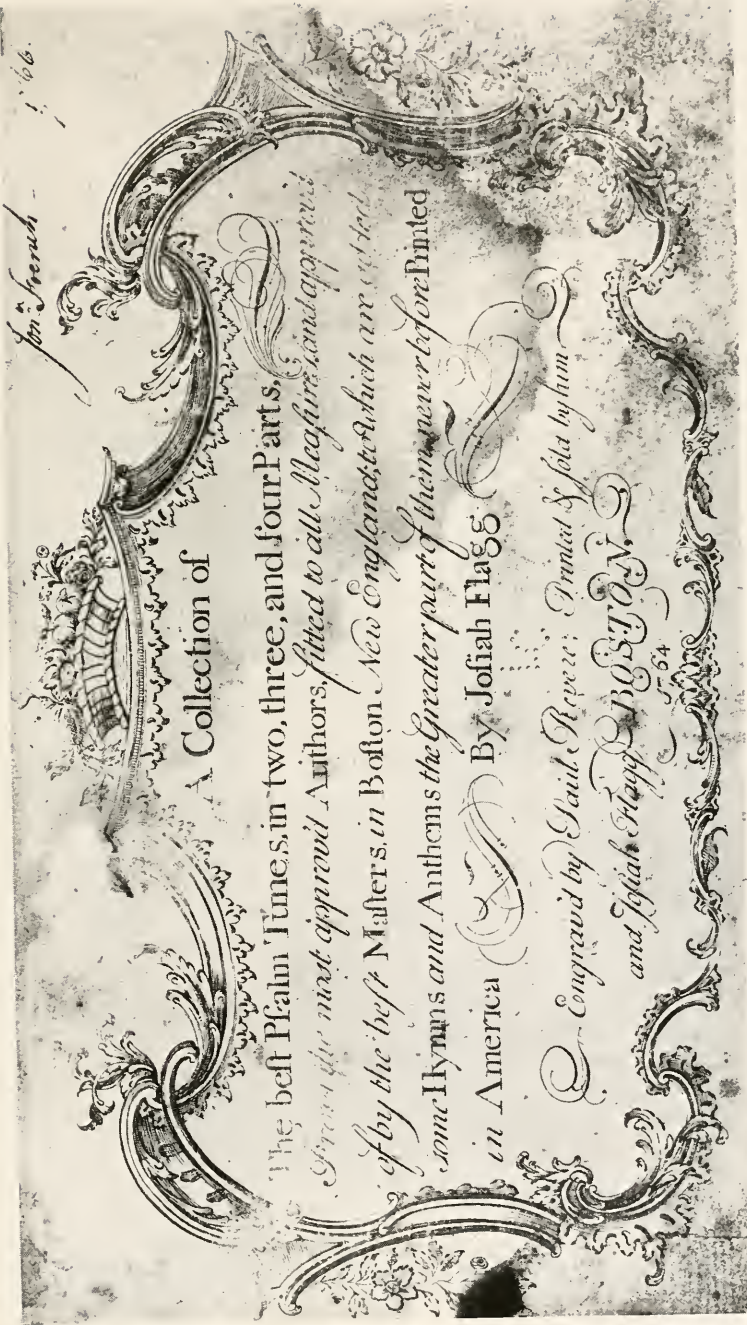 Jonᵃ French -
1766.
A Collection of
The beſt Pſalm Tunes, in two, three, and four Parts,
From the most approv'd Authors, fitted to all Meaſures, and approv'd
of by the beſt Maſters in Boſton New England; to which are added
some Hymns and Anthems the Greater part of them never before Printed
in America By Joſiah Flagg
Engrav'd by Paul Revere: Printed & ſold by him
and Joſiah Flagg BOSTON.
1764